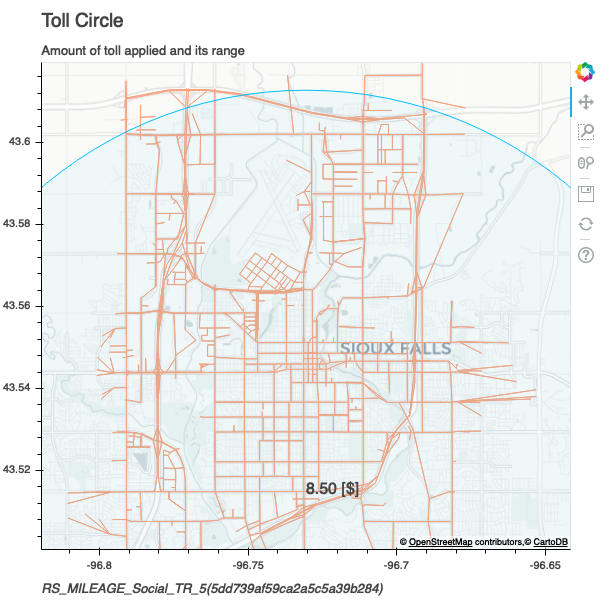 Toll Circle
Amount of toll applied and its range
43.6
43.58
43.56
SIOUX FALLS
43.54
43.52
8.50 [$]
© OpenStreetMap contributors,© CartoDB
-96.8
-96.75
-96.7
-96.65
RS_MILEAGE_Social_TR_5(5dd739af59ca2a5c5a39b284)